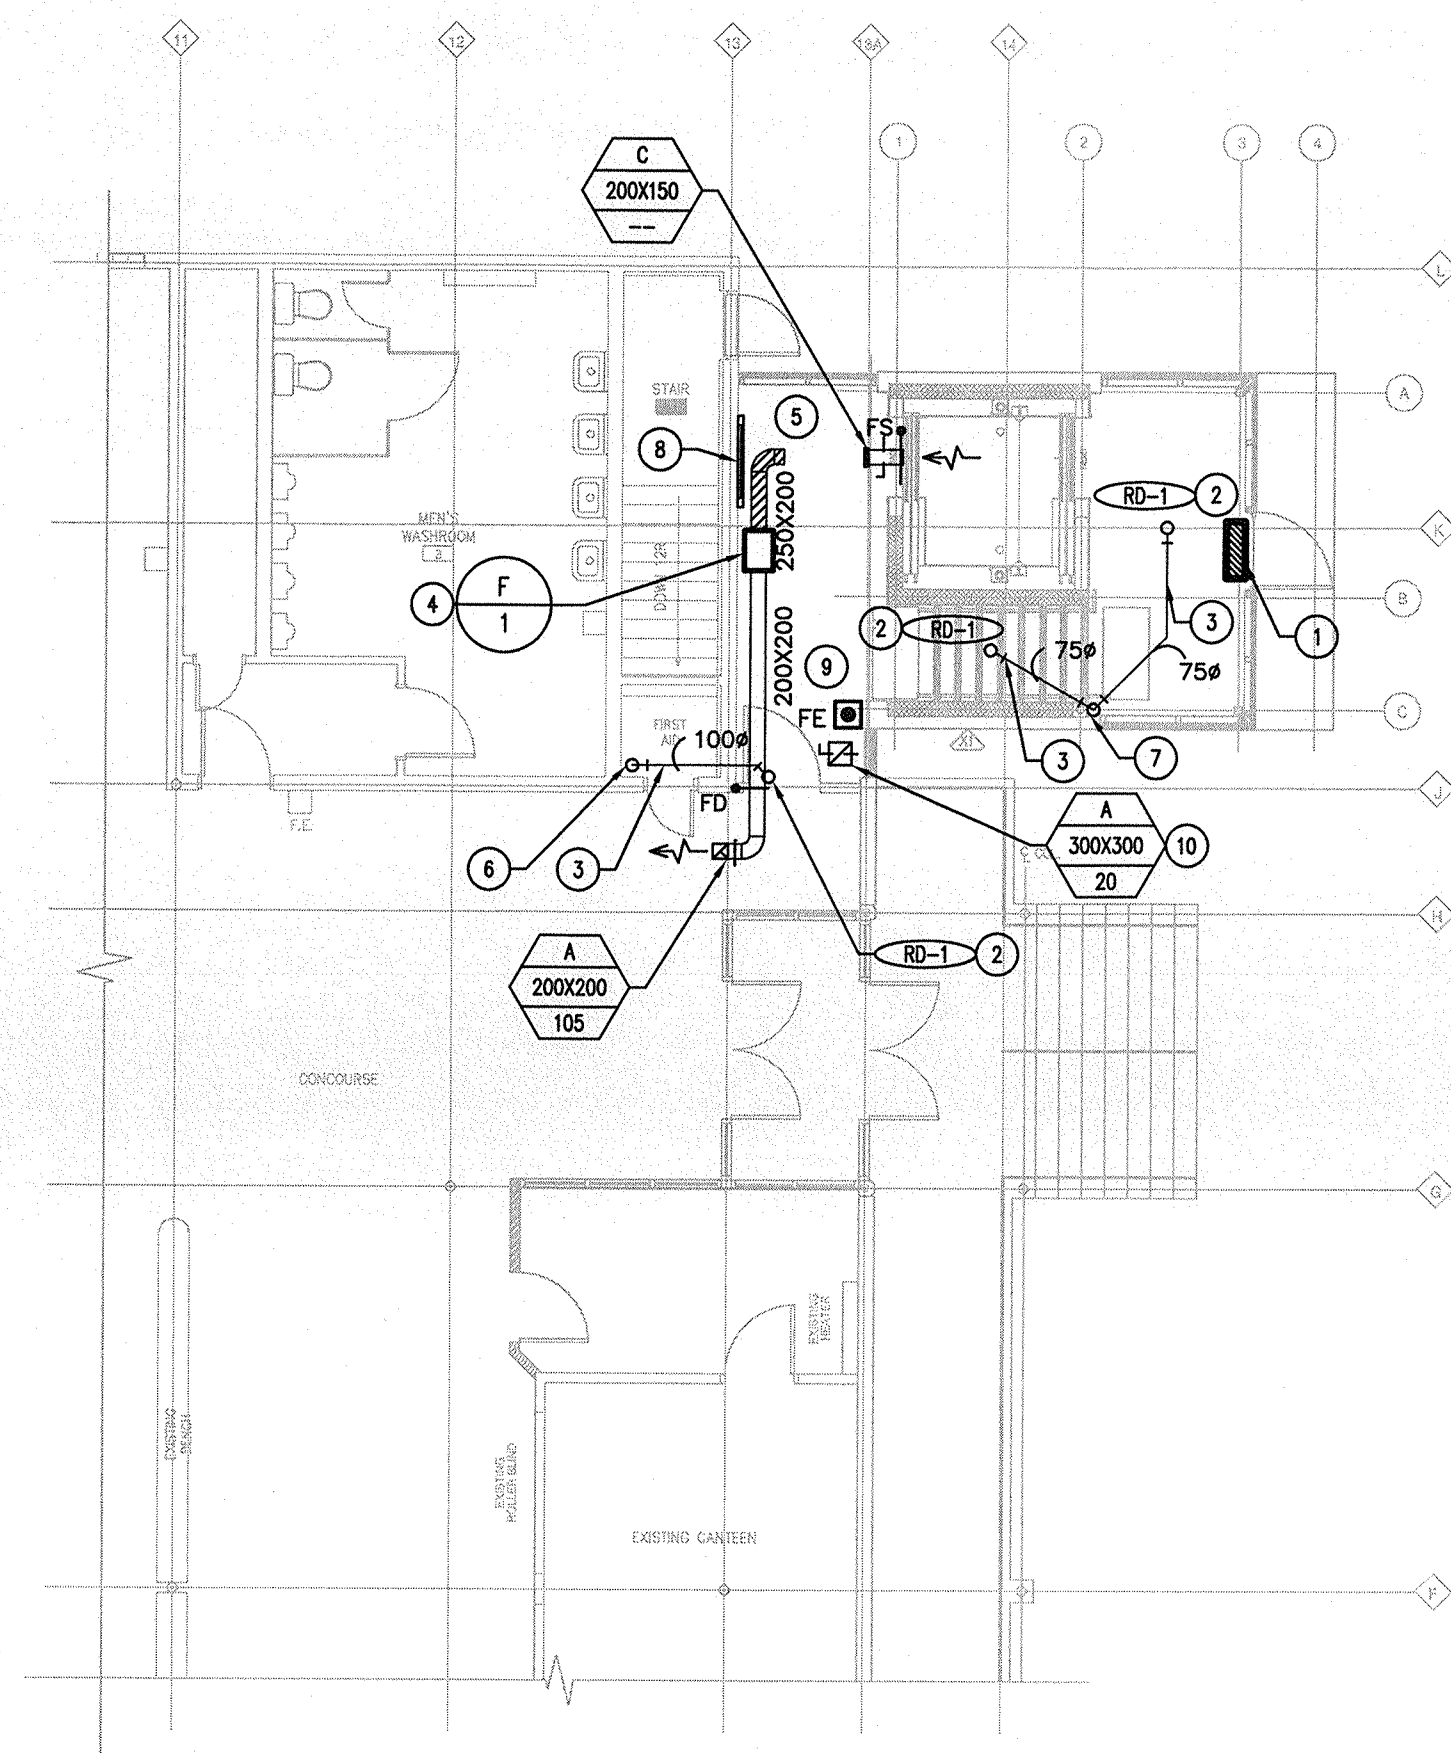 11
12
13
13A
14
1
2
3
4
C
200X150
--
L
A
STAIR
5
FS
8
RD-1
2
K
MEN'S
WASHROOM
250X200
F
1
4
DOWN 12R
B
3
1
2
RD-1
75ø
75ø
9
200X200
FE
C
FIRST
AID
100ø
X1
3
7
J
FD
F.E.
A
300X300
20
10
6
3
H
RD-1
2
A
200X200
105
CONCOURSE
G
EXISTING
HEATER
EXISTING
BENCH
EXISTING
ROLLER BLIND
EXISTING CANTEEN
F